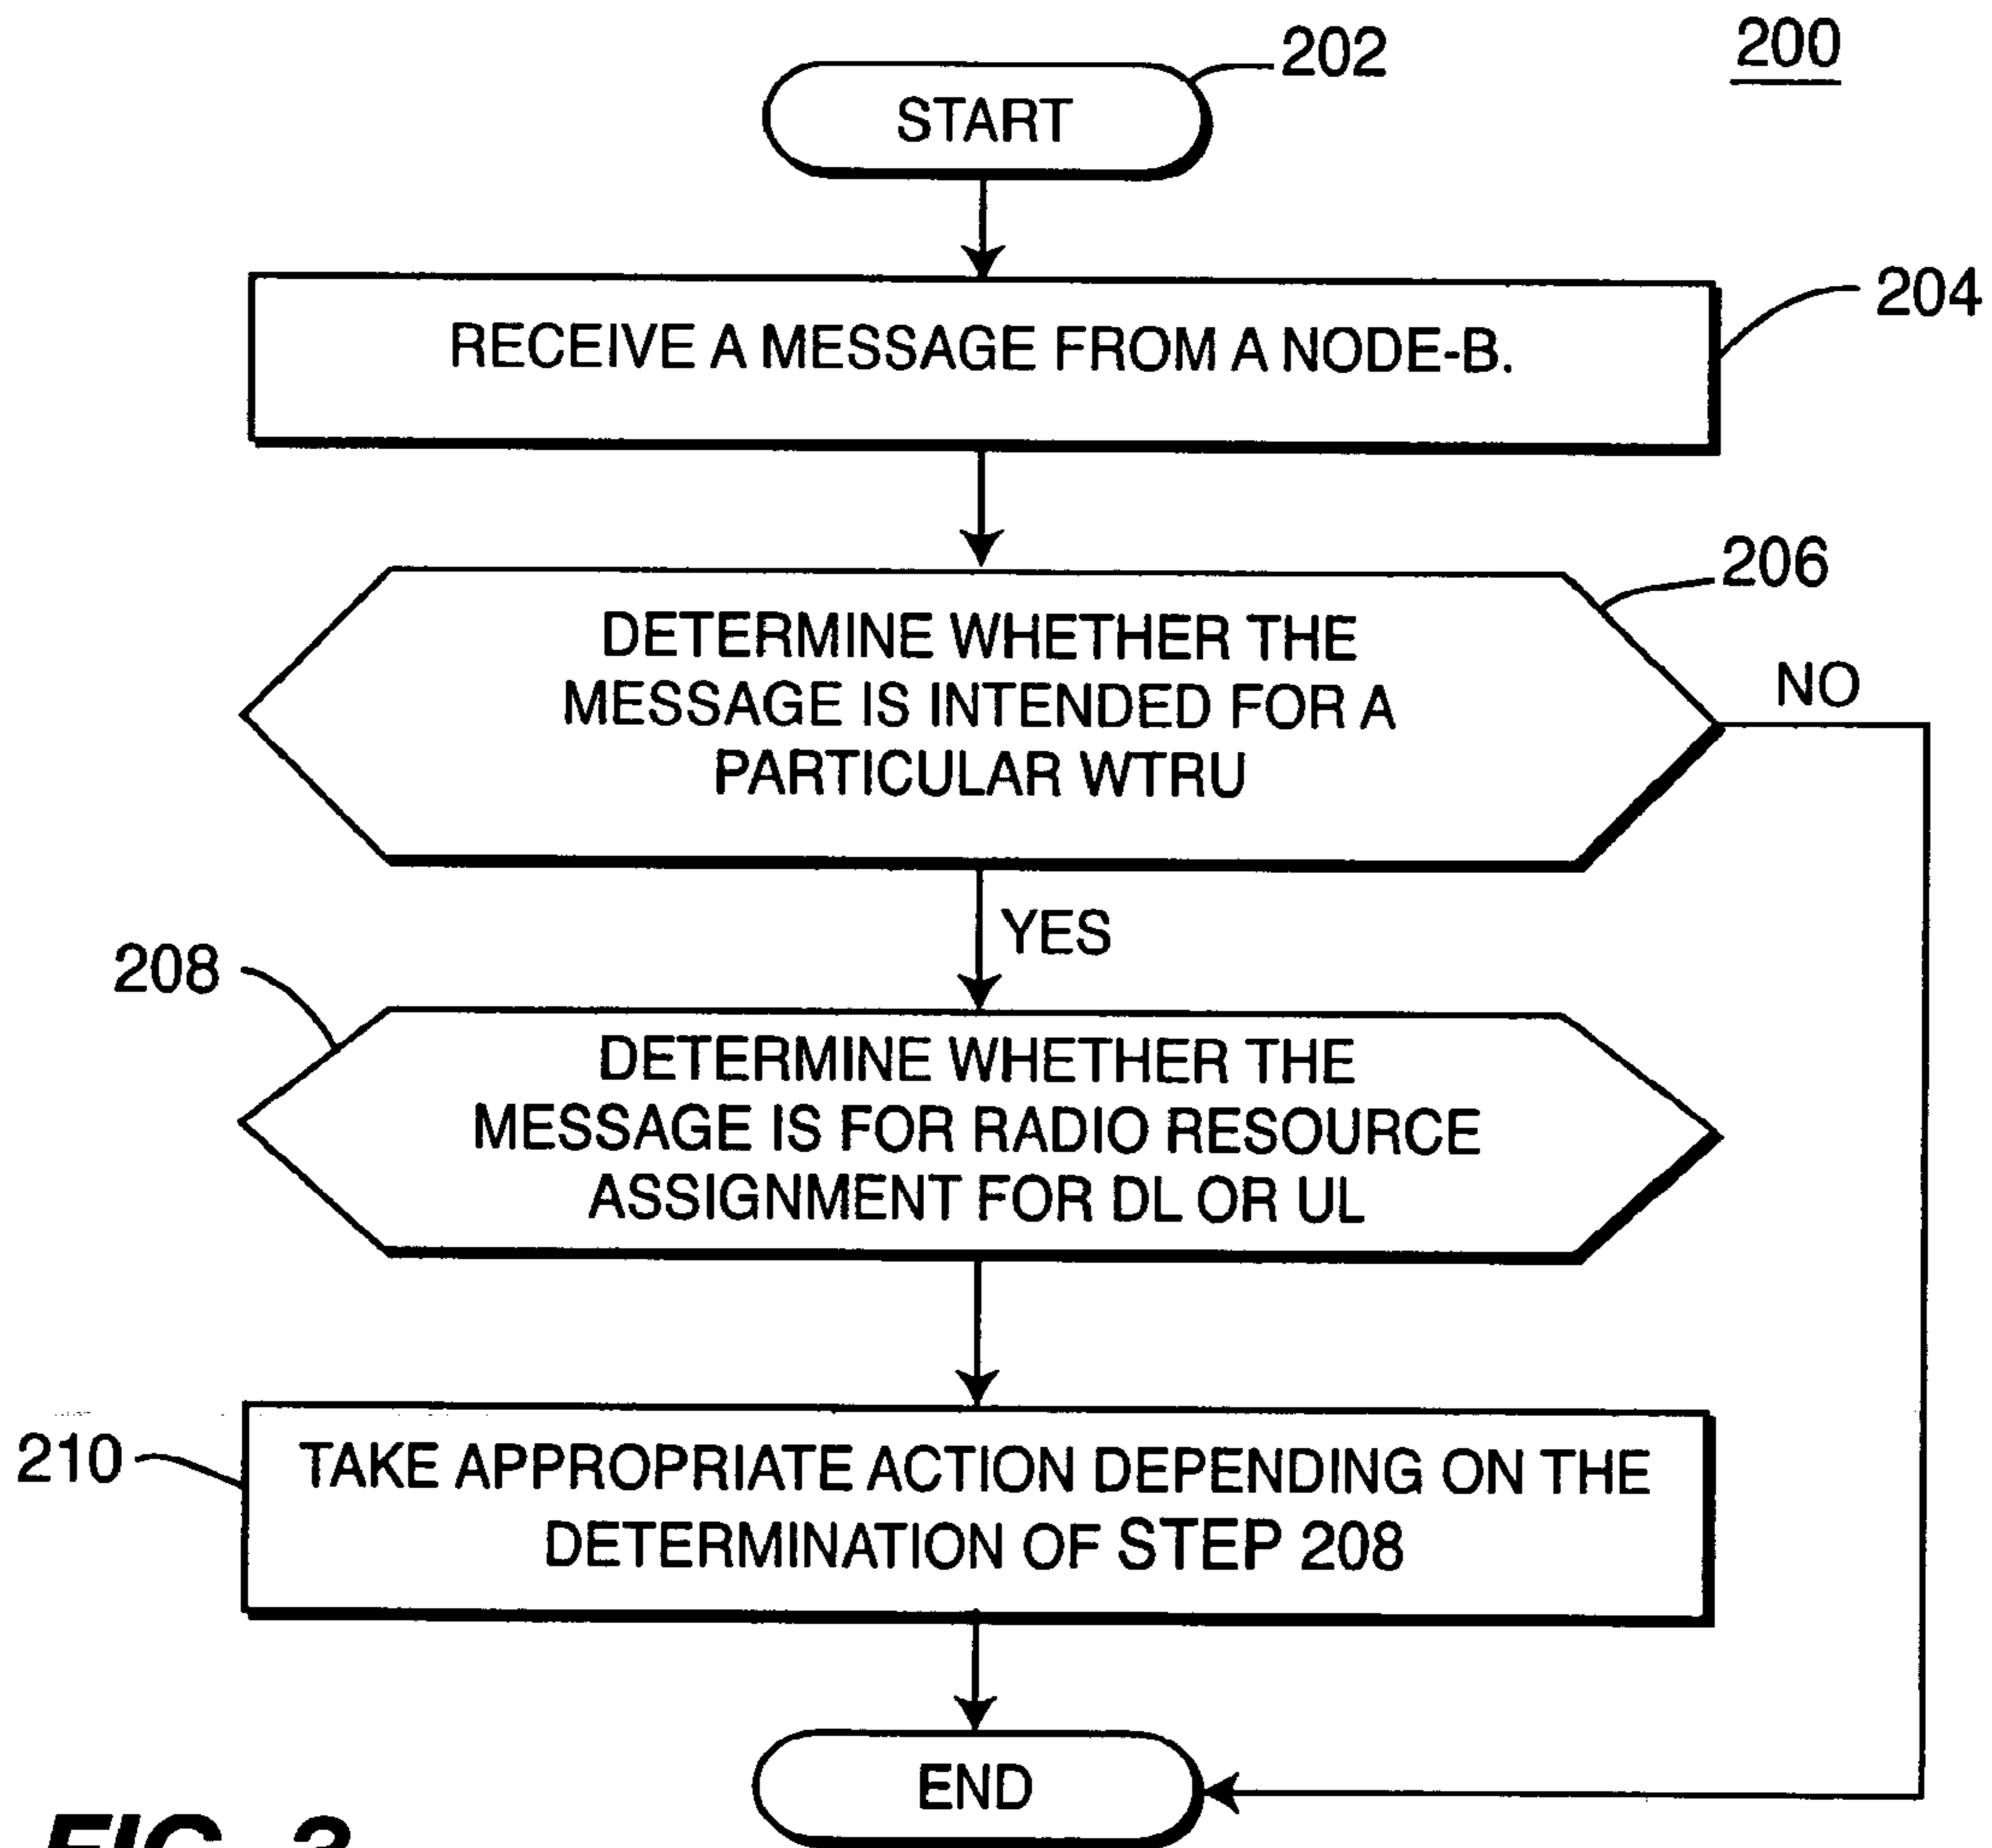 200
202
START
204
RECEIVE A MESSAGE FROM A NODE-B.
206
DETERMINE WHETHER THE
MESSAGE IS INTENDED FOR A
PARTICULAR WTRU
NO
YES
208
DETERMINE WHETHER THE
MESSAGE IS FOR RADIO RESOURCE
ASSIGNMENT FOR DL OR UL
210
TAKE APPROPRIATE ACTION DEPENDING ON THE
DETERMINATION OF STEP 208
END
FIG.